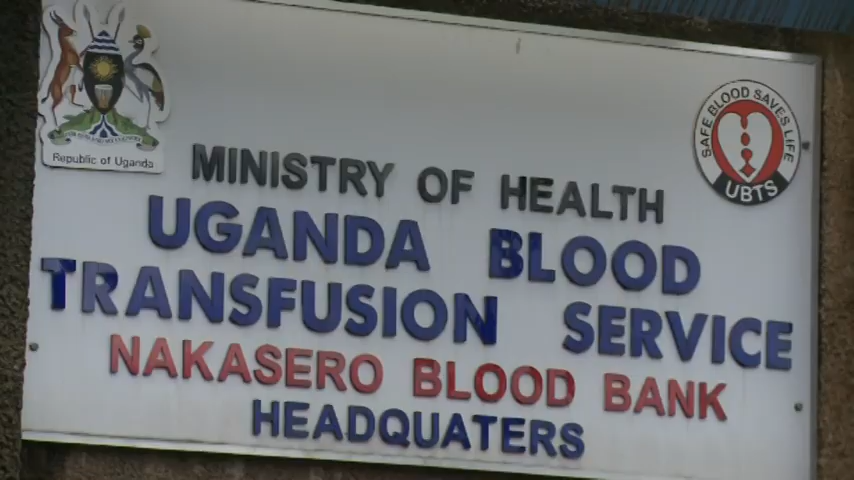 Republic of Uganda
SAFE BLOOD SAVES LIFE
UBTS
MINISTRY OF HEALTH
UGANDA BLOOD
TRANSFUSION SERVICE
NAKASERO BLOOD BANK
HEADQUATERS